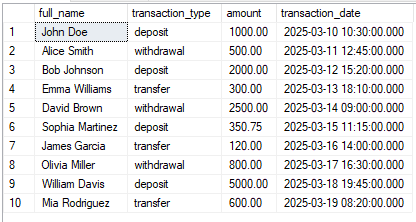 full_name transaction_type amount transaction_date
1 John Doe deposit 1000.00 2025-03-10 10:30:00.000
2 Alice Smith withdrawal 500.00 2025-03-11 12:45:00.000
3 Bob Johnson deposit 2000.00 2025-03-12 15:20:00.000
4 Emma Williams transfer 300.00 2025-03-13 18:10:00.000
5 David Brown withdrawal 2500.00 2025-03-14 09:00:00.000
6 Sophia Martinez deposit 350.75 2025-03-15 11:15:00.000
7 James Garcia transfer 120.00 2025-03-16 14:00:00.000
8 Olivia Miller withdrawal 800.00 2025-03-17 16:30:00.000
9 William Davis deposit 5000.00 2025-03-18 19:45:00.000
10 Mia Rodriguez transfer 600.00 2025-03-19 08:20:00.000